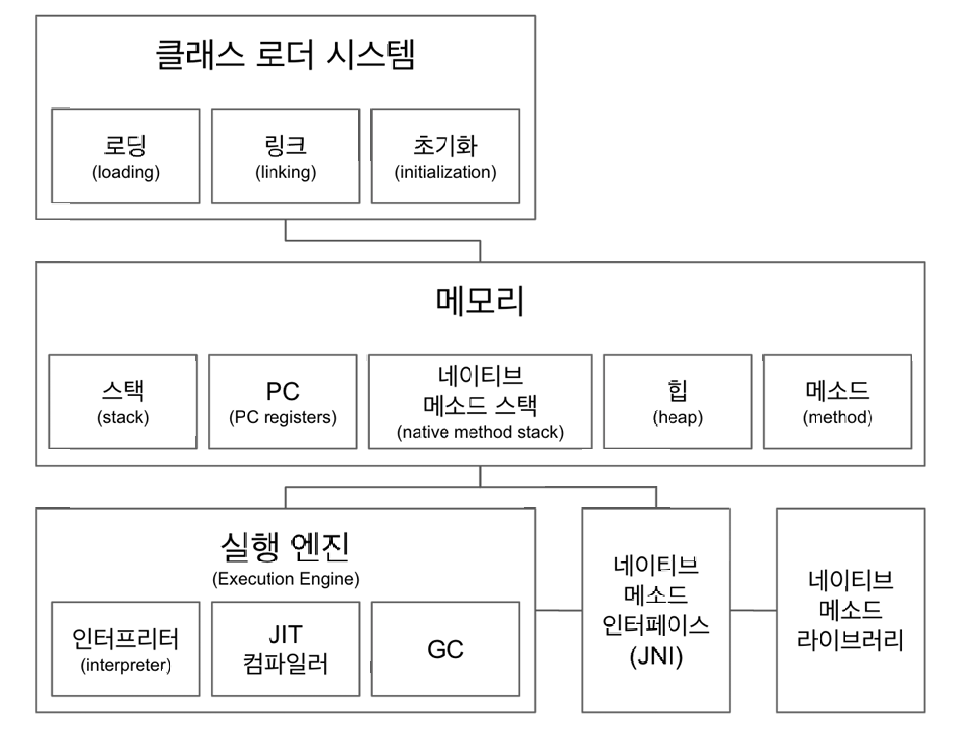 클래스 로더 시스템
로딩
(loading)
링크
(linking)
초기화
(initialization)
메모리
스택
(stack)
PC
(PC registers)
네이티브
메소드 스택
(native method stack)
힙
(heap)
메소드
(method)
실행 엔진
(Execution Engine)
인터프리터
(interpreter)
JIT
컴파일러
GC
네이티브
메소드
인터페이스
(JNI)
네이티브
메소드
라이브러리